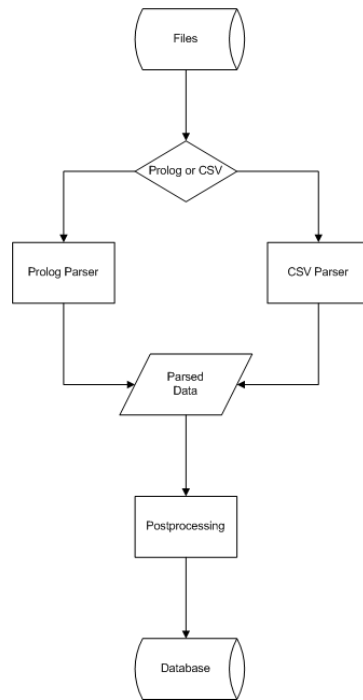 Files
Prolog or CSV
Prolog Parser
CSV Parser
Parsed
Data
Postprocessing
Database